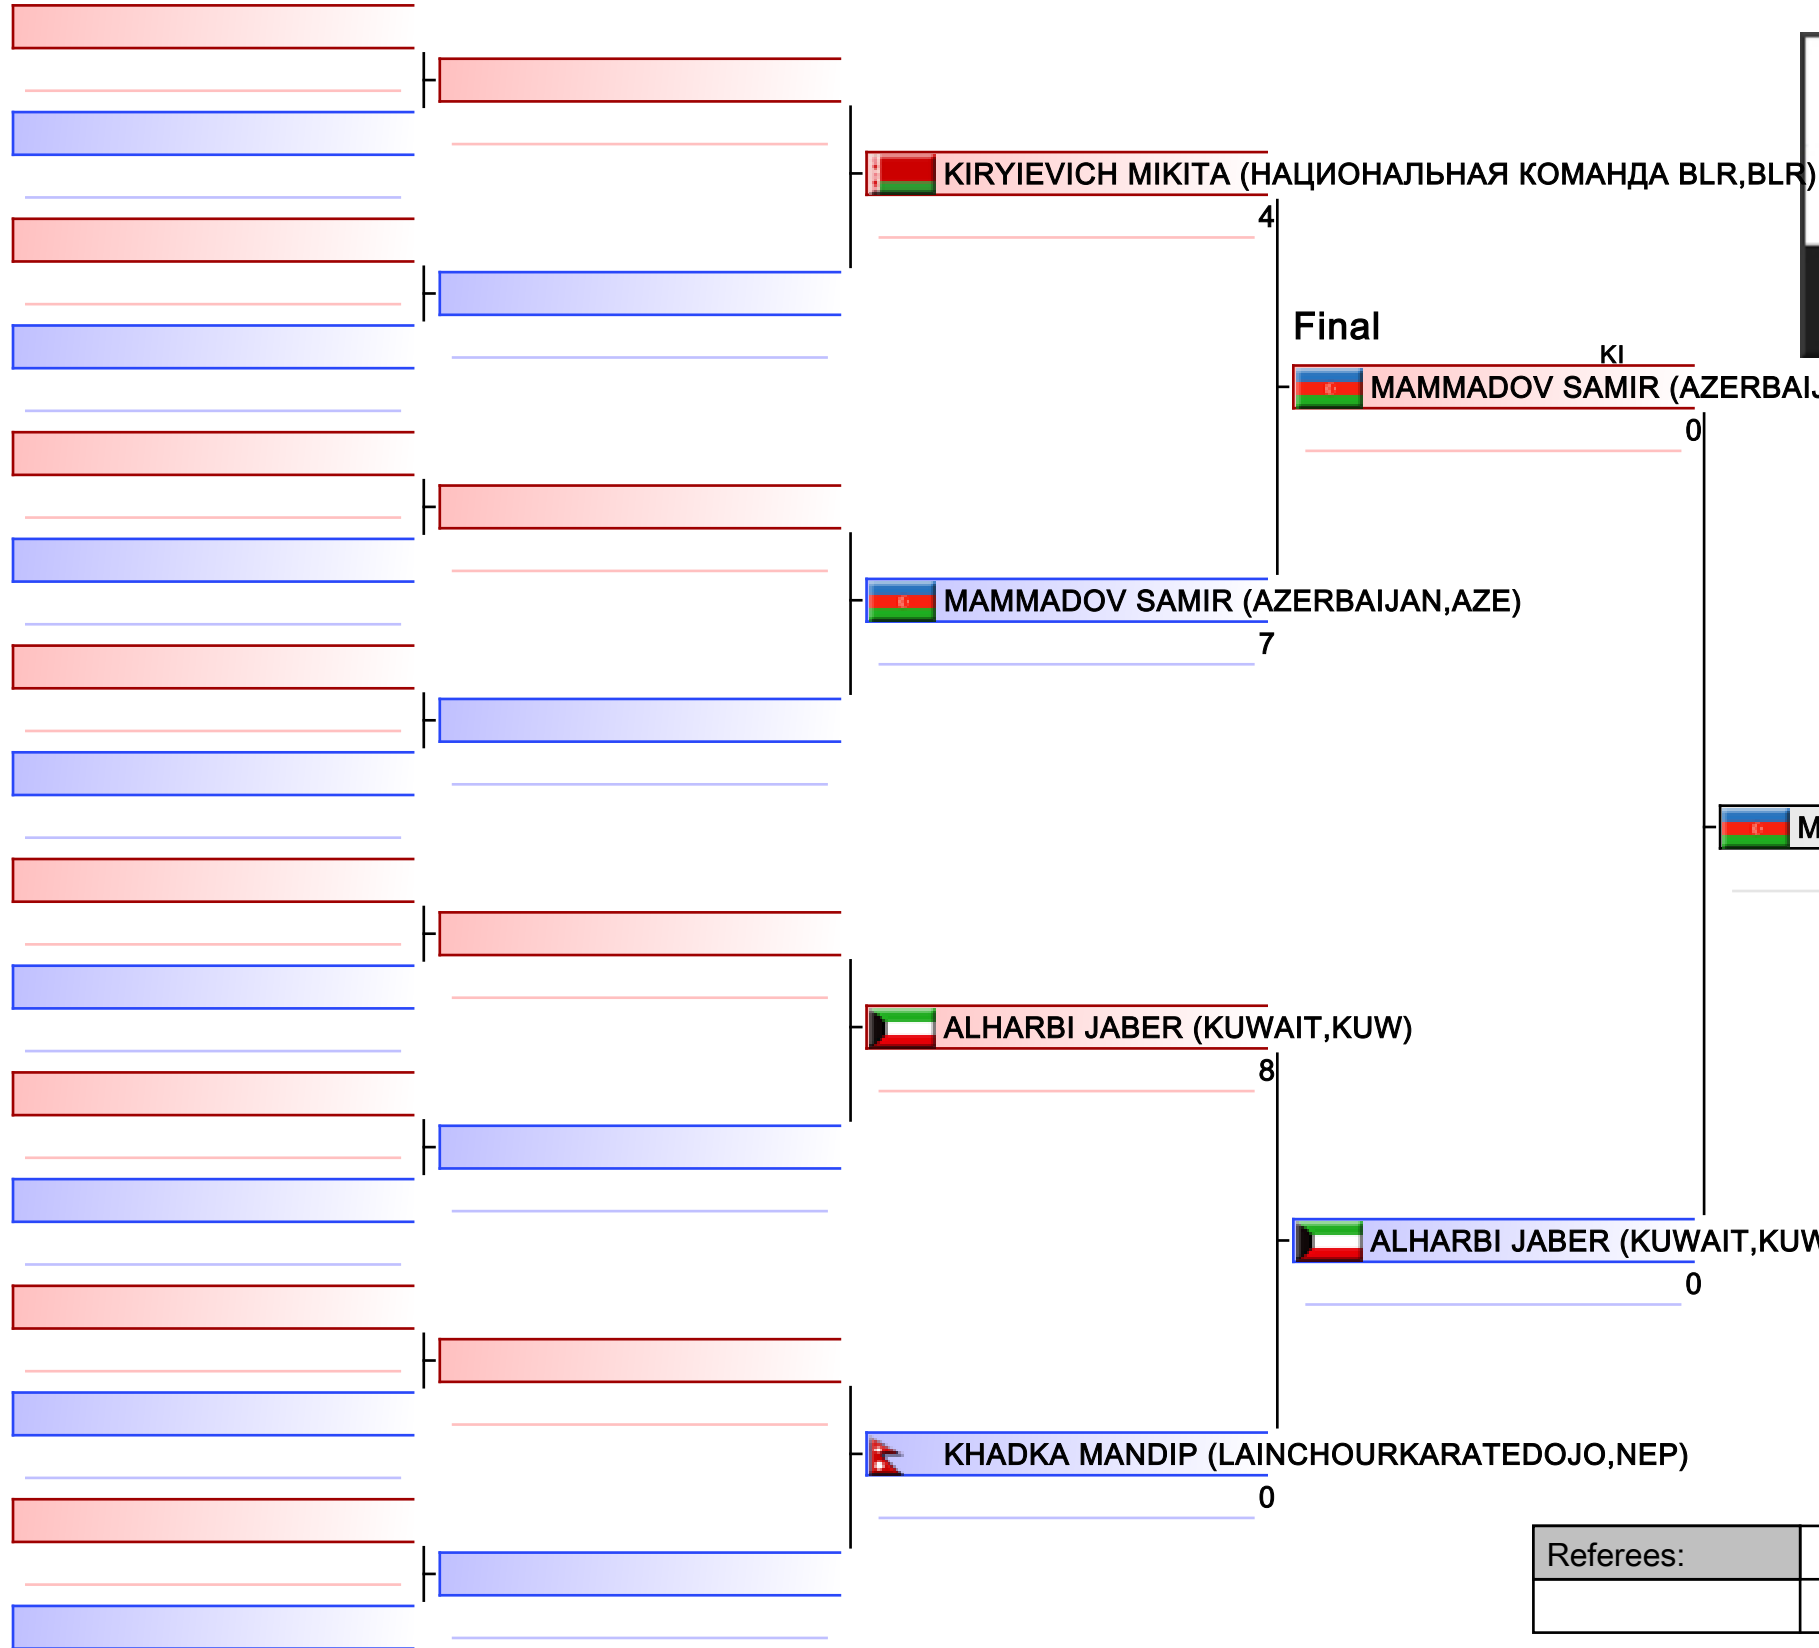 KIRYIEVICH MIKITA (НАЦИОНАЛЬНАЯ КОМАНДА BLR,BLR)
4
Final
KI
MAMMADOV SAMIR (AZERBAIJ
0
MAMMADOV SAMIR (AZERBAIJAN,AZE)
7
M
ALHARBI JABER (KUWAIT,KUW)
8
ALHARBI JABER (KUWAIT,KUW
0
KHADKA MANDIP (LAINCHOURKARATEDOJO,NEP)
0
Referees: